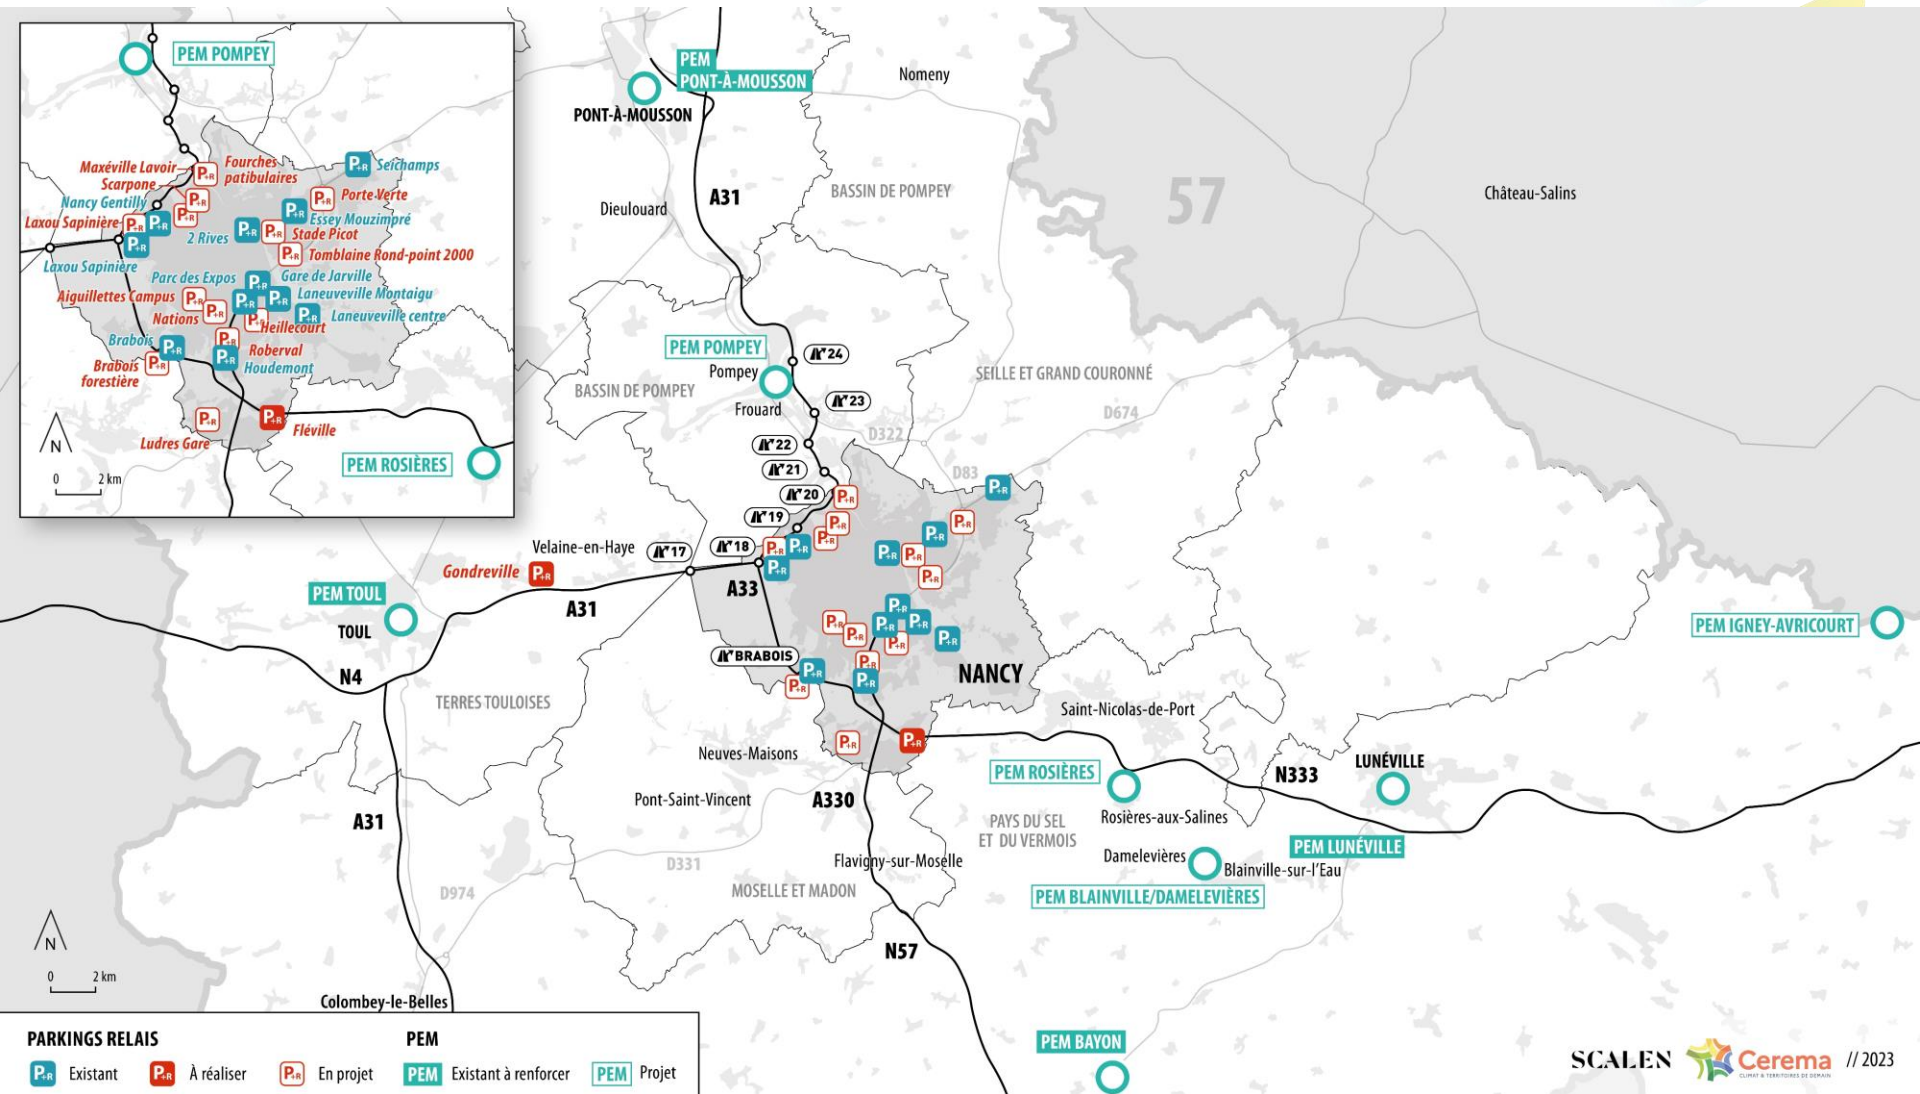 PEM POMPEY
Maxéville Lavoir
Fourches
patibulaires
Scarpone
Nancy Gentilly
Laxou Sapinière
Seichamps
Porte Verte
Essey Mouzimpré
2 Rives
Stade Picot
Tomblaine Rond-point 2000
Laxou Sapinière
Parc des Expos
Gare de Jarville
Aiguillettes Campus
Laneuveville Montaigu
Nations
Laneuveville centre
Heillecourt
Brabois
Roberval
Houdemont
Brabois
forestière
Ludres Gare
Fléville
PEM ROSIÈRES
N
0 2 km
PEM
PONT-À-MOUSSON
PONT-À-MOUSSON
Nomeny
A31
Dieulouard
BASSIN DE POMPEY
57
Château-Salins
PEM POMPEY
Pompey
24
BASSIN DE POMPEY
Frouard
23
SEILLE ET GRAND COURONNÉ
D674
D322
22
21
D83
20
19
Velaine-en-Haye
17
18
Gondreville
P+R
A33
PEM TOUL
TOUL
A31
N4
BRABOIS
NANCY
PEM IGNEY-AVRICOURT
TERRES TOULOISES
Saint-Nicolas-de-Port
Neuves-Maisons
PEM ROSIÈRES
N333
LUNÉVILLE
Pont-Saint-Vincent
A330
A31
PAYS DU SEL
ET DU VERMOIS
Rosières-aux-Salines
PEM LUNÉVILLE
D331
Flavigny-sur-Moselle
Damelevières
Blainville-sur-l'Eau
D974
MOSELLE ET MADON
PEM BLAINVILLE/DAMELEVIÈRES
N
0 2 km
N57
Colombey-le-Belles
PEM BAYON
PARKINGS RELAIS
PEM
P+R Existant
P+R À réaliser
P+R En projet
PEM Existant à renforcer
PEM Projet
SCALEN
Cerema
CLIMAT & TERRITOIRES DE DEMAIN
// 2023